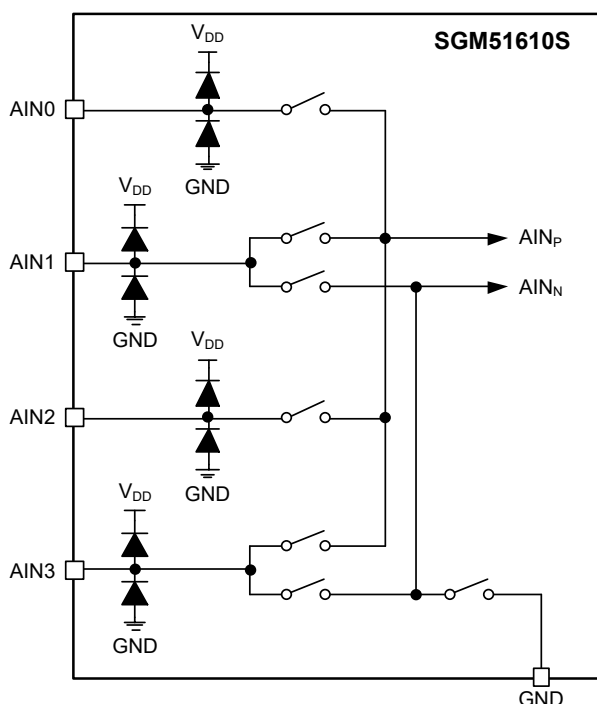 SGM51610S
V_DD
AIN0
GND
V_DD
AIN_P
AIN1
AIN_N
GND
V_DD
AIN2
GND
V_DD
AIN3
GND
GND